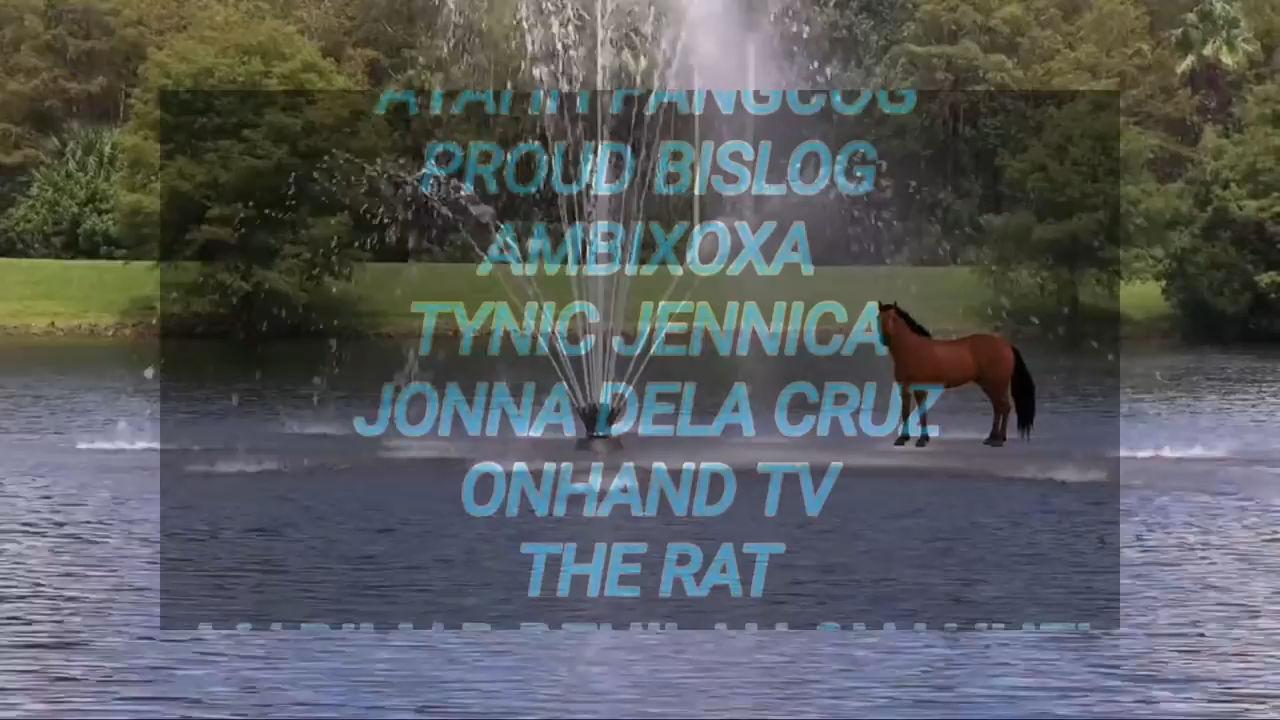 PROUD BISLOG
AMBIXOXA
TYNIC JENNICA
JONNA DELA CRUZ
ONHAND TV
THE RAT